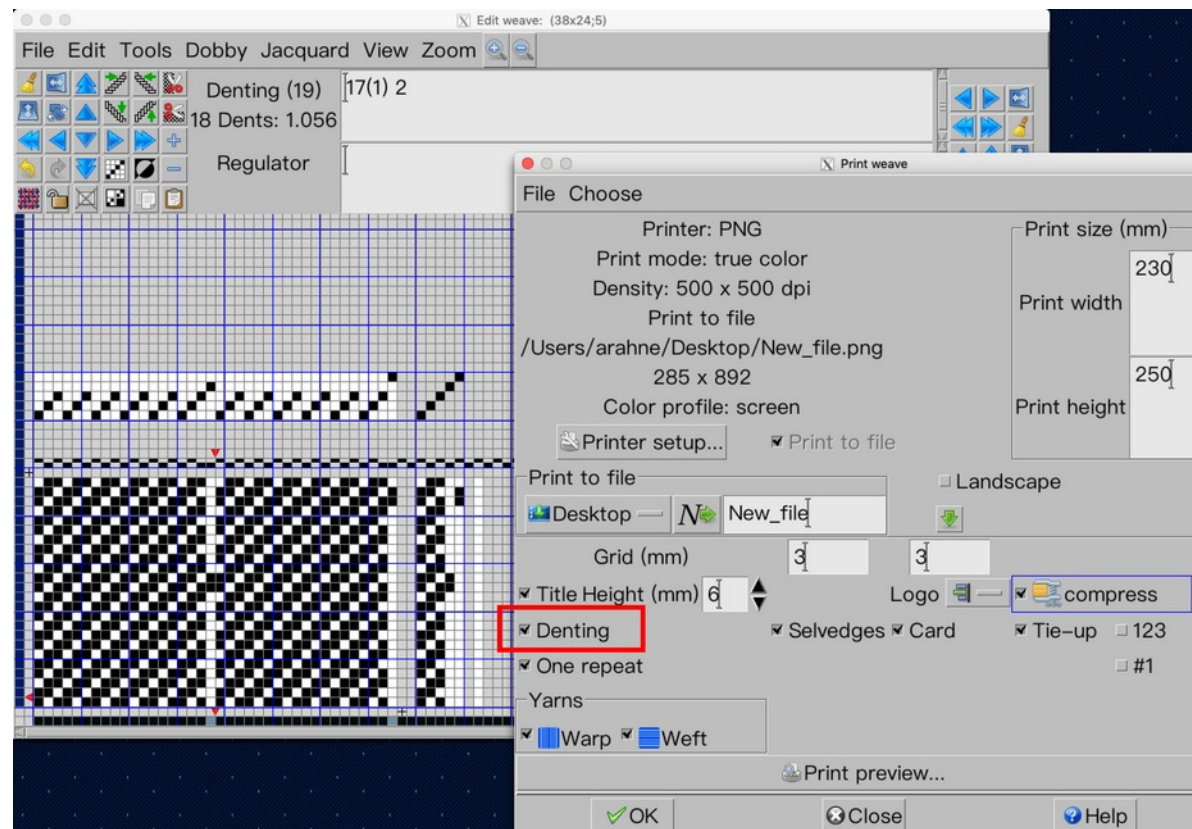 Edit weave: (38x24;5)
File Edit Tools Dobby Jacquard View Zoom
Denting (19) 17(1) 2
18 Dents: 1.056
Regulator
Print weave
File Choose
Printer: PNG
Print mode: true color
Density: 500 x 500 dpi
Print to file
/Users/arahne/Desktop/New_file.png
285 x 892
Color profile: screen
Printer setup... Print to file
Print size (mm)
Print width 230
Print height 250
Print to file
Desktop N New_file
Landscape
Grid (mm) 3 3
Title Height (mm) 6 Logo compress
Denting Selvedges Card Tie-up 123
One repeat #1
Yarns
Warp Weft
Print preview...
OK Close Help